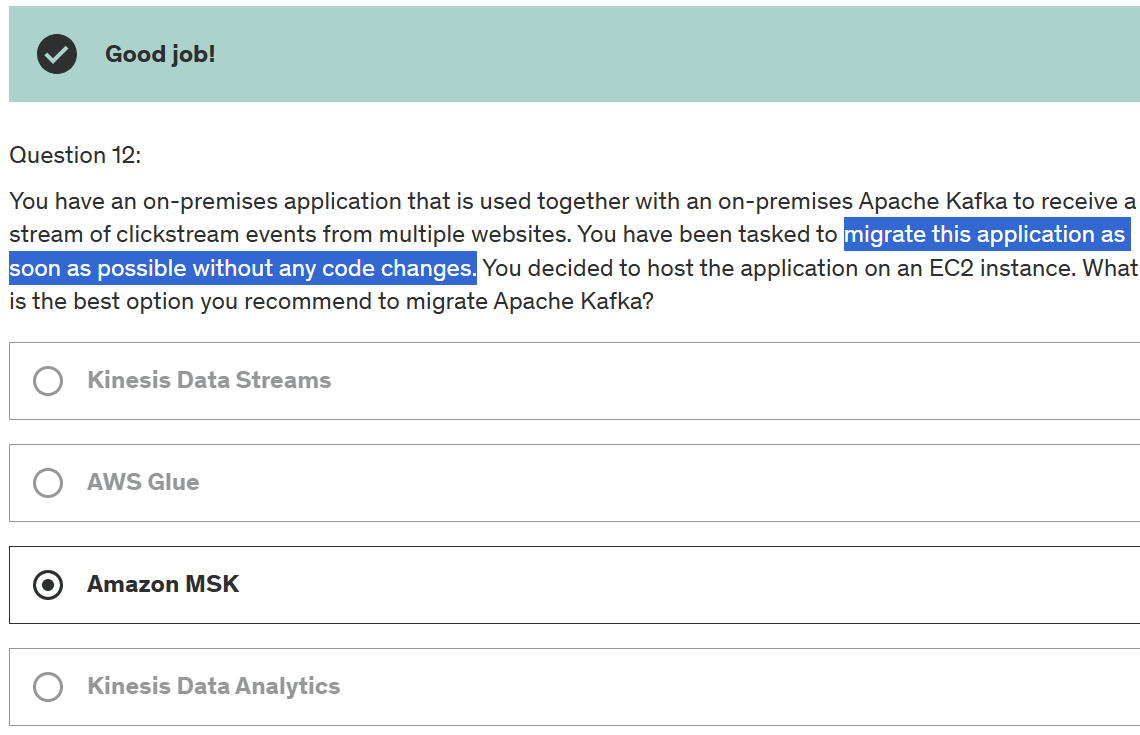 Good job!
Question 12:
You have an on-premises application that is used together with an on-premises Apache Kafka to receive a
stream of clickstream events from multiple websites. You have been tasked to migrate this application as
soon as possible without any code changes. You decided to host the application on an EC2 instance. What
is the best option you recommend to migrate Apache Kafka?
Kinesis Data Streams
AWS Glue
Amazon MSK
Kinesis Data Analytics